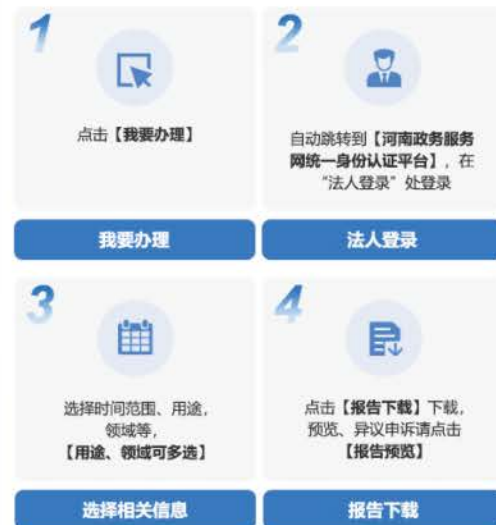 1
点击【我要办理】
我要办理
2
自动跳转到【河南政务服务
网统一身份认证平台】，在
“法人登录”处登录
法人登录
3
选择时间范围、用途，
领域等，
【用途、领域可多选】
选择相关信息
4
点击【报告下载】下载，
预览、异议申诉请点击
【报告预览】
报告下载